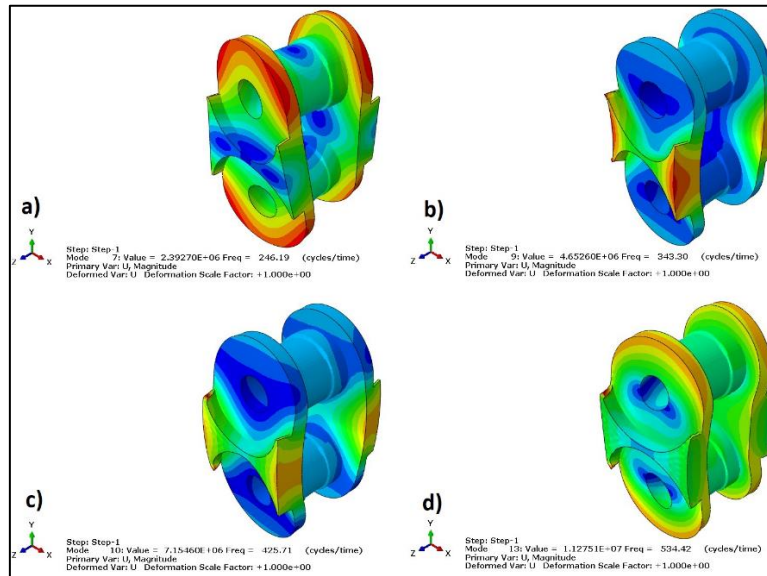 a)
Y
Z X
Step: Step-1
Mode 7: Value = 2.39270E+06 Freq = 246.19 (cycles/time)
Primary Var: U, Magnitude
Deformed Var: U Deformation Scale Factor: +1.000e+00
b)
Y
Z X
Step: Step-1
Mode 9: Value = 4.65260E+06 Freq = 343.30 (cycles/time)
Primary Var: U, Magnitude
Deformed Var: U Deformation Scale Factor: +1.000e+00
c)
Y
Z X
Step: Step-1
Mode 10: Value = 7.15460E+06 Freq = 425.71 (cycles/time)
Primary Var: U, Magnitude
Deformed Var: U Deformation Scale Factor: +1.000e+00
d)
Y
Z X
Step: Step-1
Mode 13: Value = 1.12751E+07 Freq = 534.42 (cycles/time)
Primary Var: U, Magnitude
Deformed Var: U Deformation Scale Factor: +1.000e+00